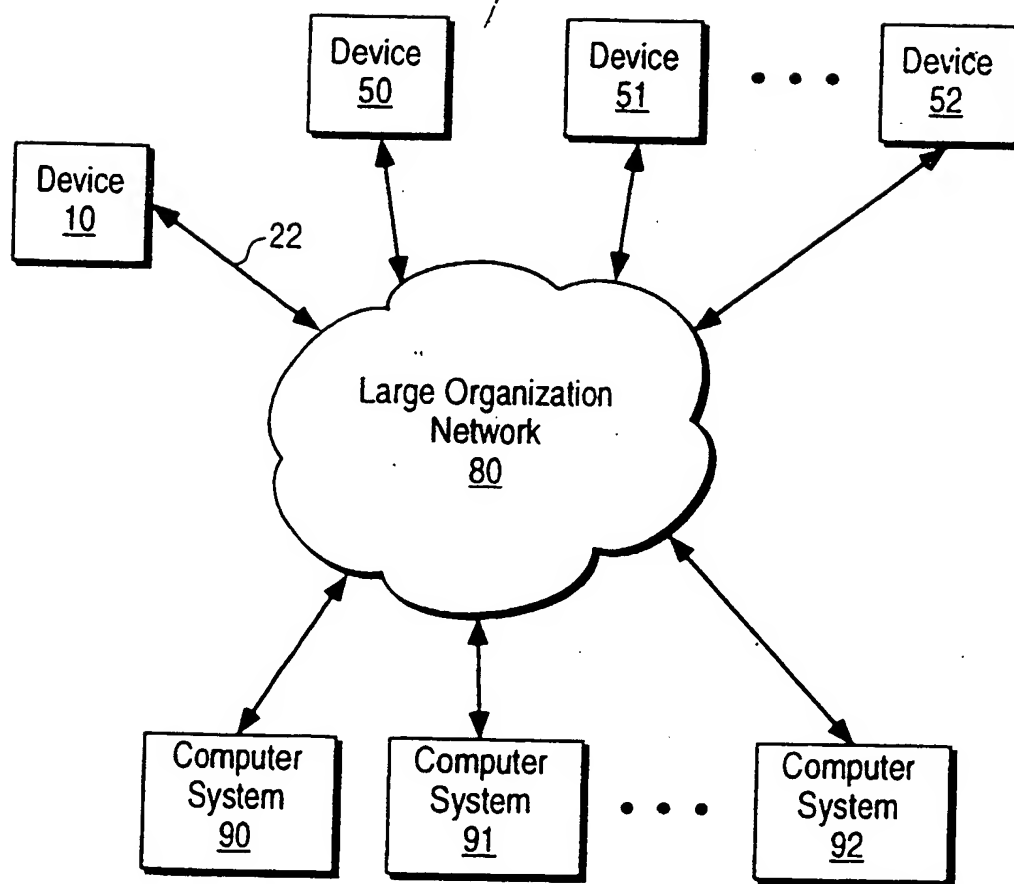 Device
50
Device
51
Device
52
Device
10
22
Large Organization
Network
80
Computer
System
90
Computer
System
91
Computer
System
92